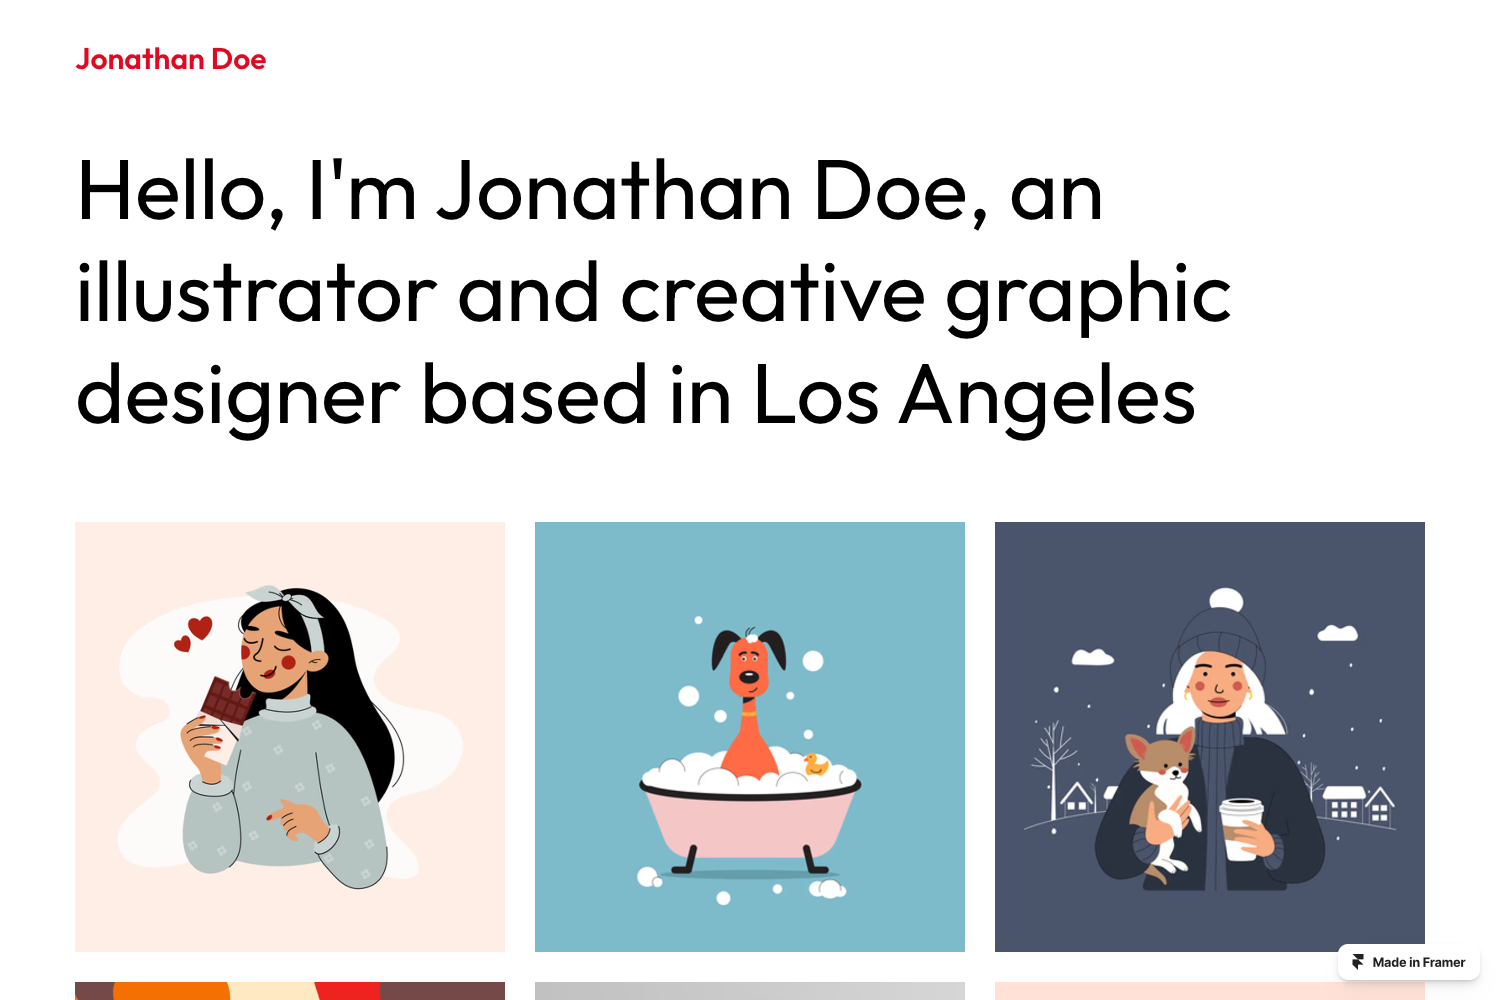 Jonathan Doe
Hello, I'm Jonathan Doe, an
illustrator and creative graphic
designer based in Los Angeles
Made in Framer